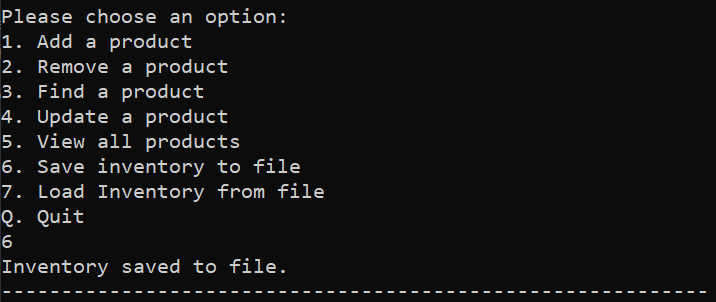 Please choose an option:
1. Add a product
2. Remove a product
3. Find a product
4. Update a product
5. View all products
6. Save inventory to file
7. Load Inventory from file
Q. Quit
6
Inventory saved to file.
-----------------------------------------------------------